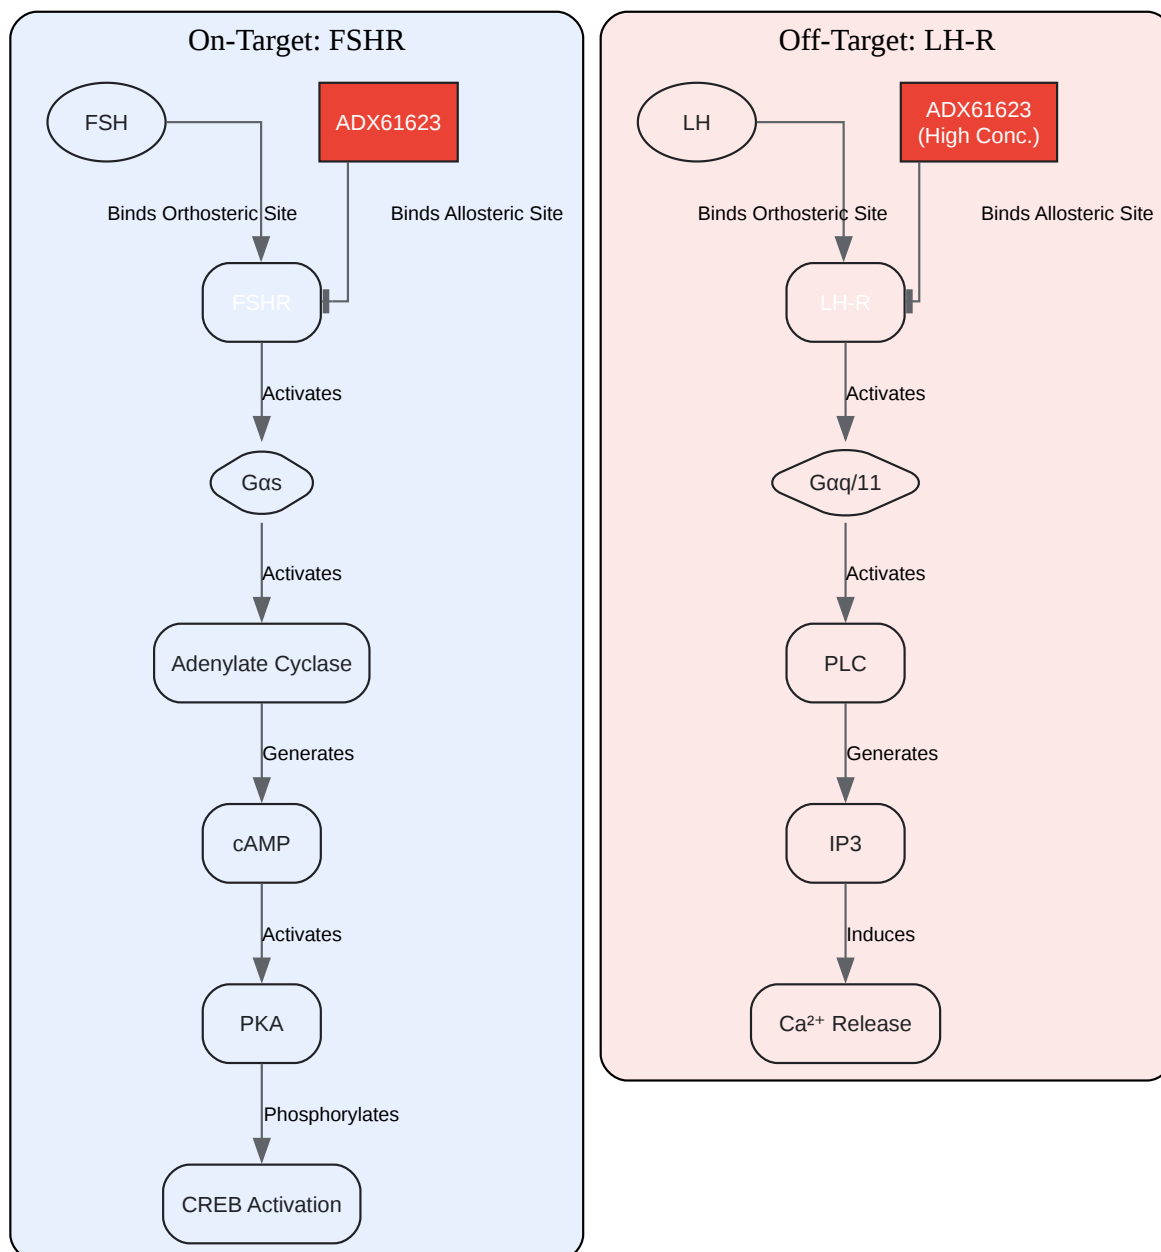 On-Target: FSHR
FSH
ADX61623
Binds Orthosteric Site
Binds Allosteric Site
FSHR
Activates
Gαs
Activates
Adenylate Cyclase
Generates
cAMP
Activates
PKA
Phosphorylates
CREB Activation
Off-Target: LH-R
LH
ADX61623
(High Conc.)
Binds Orthosteric Site
Binds Allosteric Site
LH-R
Activates
Gαq/11
Activates
PLC
Generates
IP3
Induces
Ca²⁺ Release